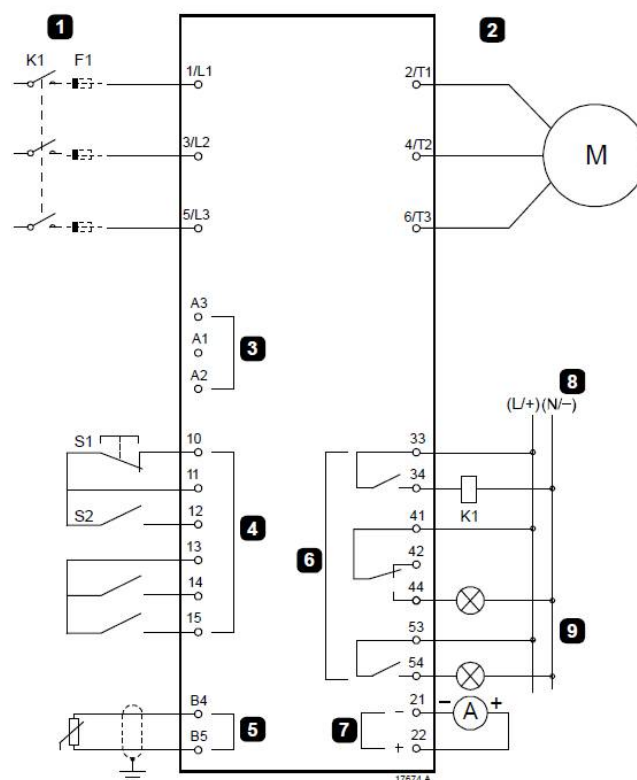 1
2
K1 F1
1/L1
2/T1
3/L2
4/T2
M
5/L3
6/T3
A3
A1
3
A2
8
(L/+) (N/−)
S1
10
33
11
34
S2
12
K1
4
41
13
6
42
14
44
15
53
9
54
B4
21
−
−
A
+
5
7
B5
22
+
17674.A